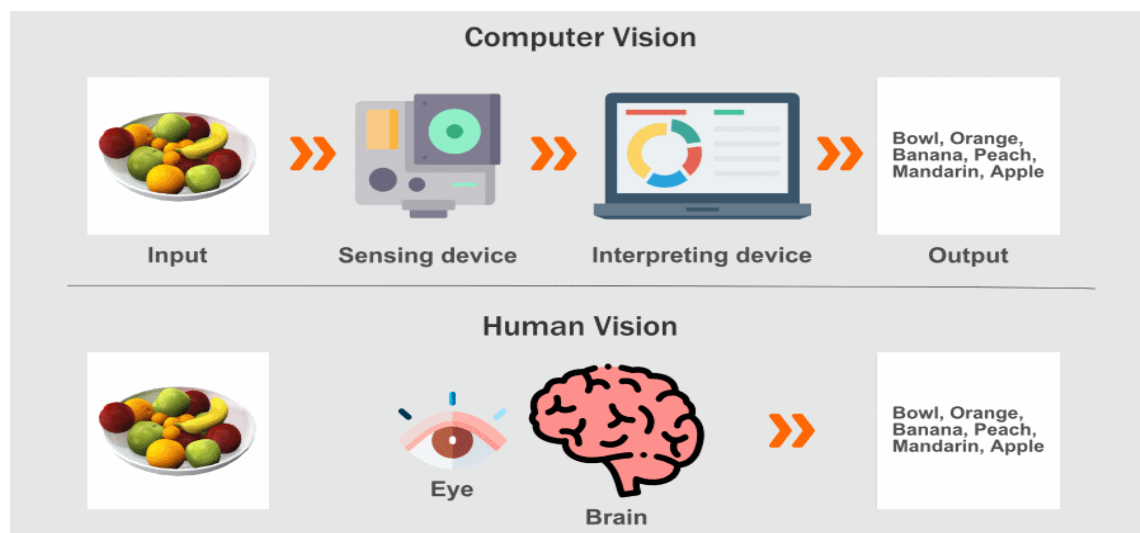 Computer Vision
Bowl, Orange,
Banana, Peach,
Mandarin, Apple
Input
Sensing device
Interpreting device
Output
Human Vision
Bowl, Orange,
Banana, Peach,
Mandarin, Apple
Eye
Brain